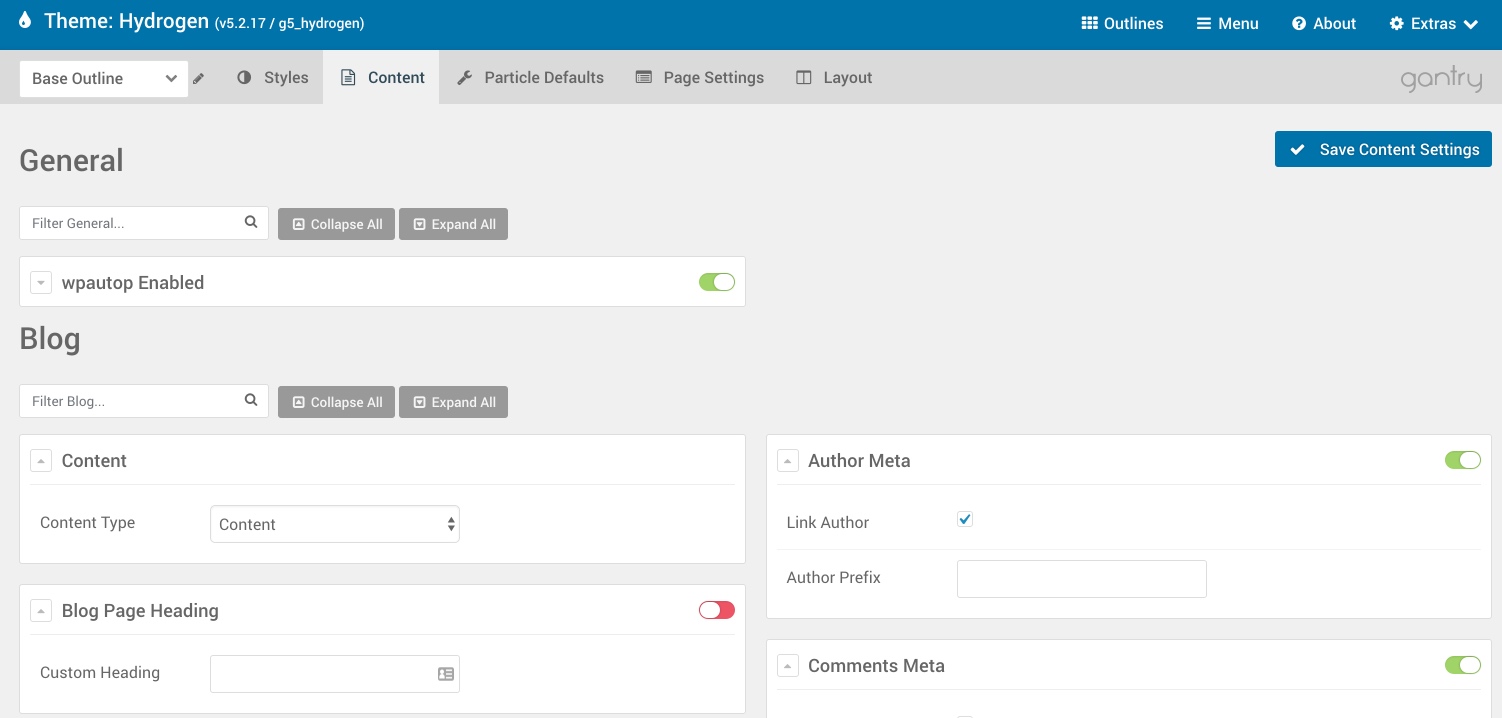 Theme: Hydrogen (v5.2.17 / g5_hydrogen) Outlines Menu About Extras
Base Outline Styles Content Particle Defaults Page Settings Layout gantry
General Save Content Settings
Filter General... Collapse All Expand All
wpautop Enabled
Blog
Filter Blog... Collapse All Expand All
Content
Content Type Content
Blog Page Heading
Custom Heading
Author Meta
Link Author
Author Prefix
Comments Meta